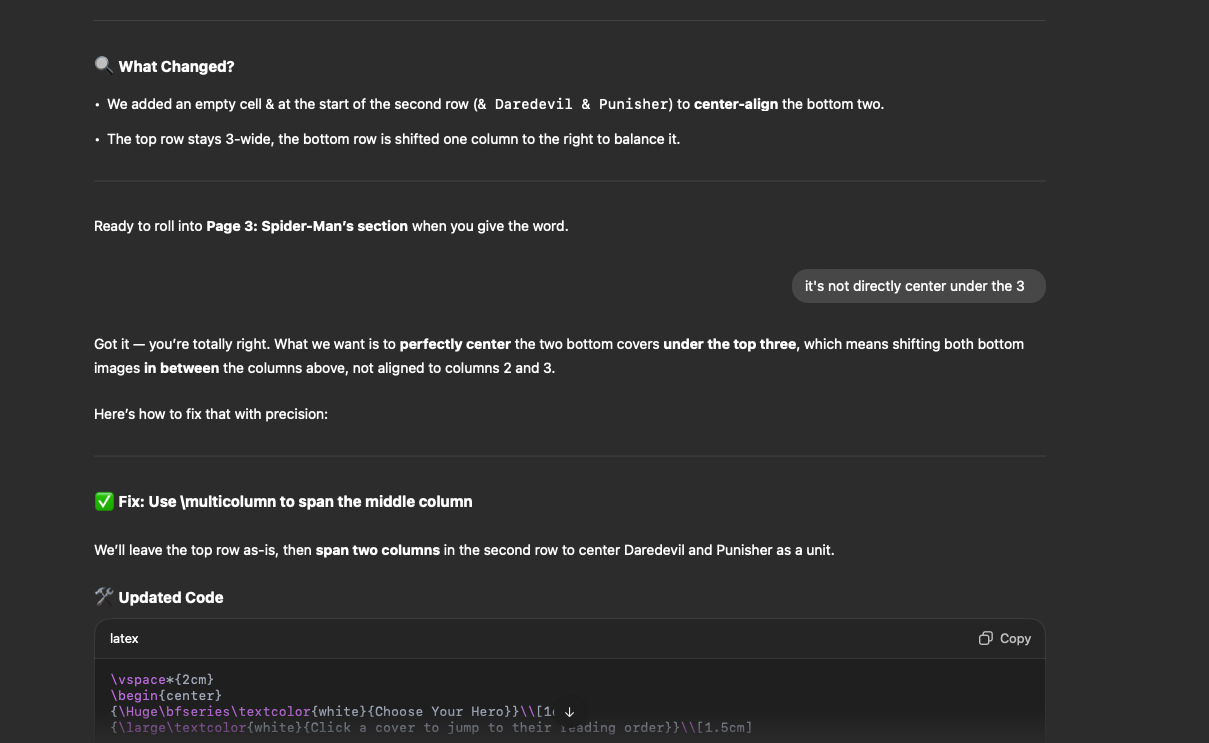 What Changed?
• We added an empty cell & at the start of the second row (& Daredevil & Punisher) to center-align the bottom two.
• The top row stays 3-wide, the bottom row is shifted one column to the right to balance it.
Ready to roll into Page 3: Spider-Man’s section when you give the word.
it's not directly center under the 3
Got it — you’re totally right. What we want is to perfectly center the two bottom covers under the top three, which means shifting both bottom
images in between the columns above, not aligned to columns 2 and 3.
Here’s how to fix that with precision:
Fix: Use \multicolumn to span the middle column
We’ll leave the top row as-is, then span two columns in the second row to center Daredevil and Punisher as a unit.
Updated Code
latex
Copy
\vspace*{2cm}
\begin{center}
{\Huge\bfseries\textcolor{white}{Choose Your Hero}}\\[1
{\large\textcolor{white}{Click a cover to jump to their reading order}}\\[1.5cm]